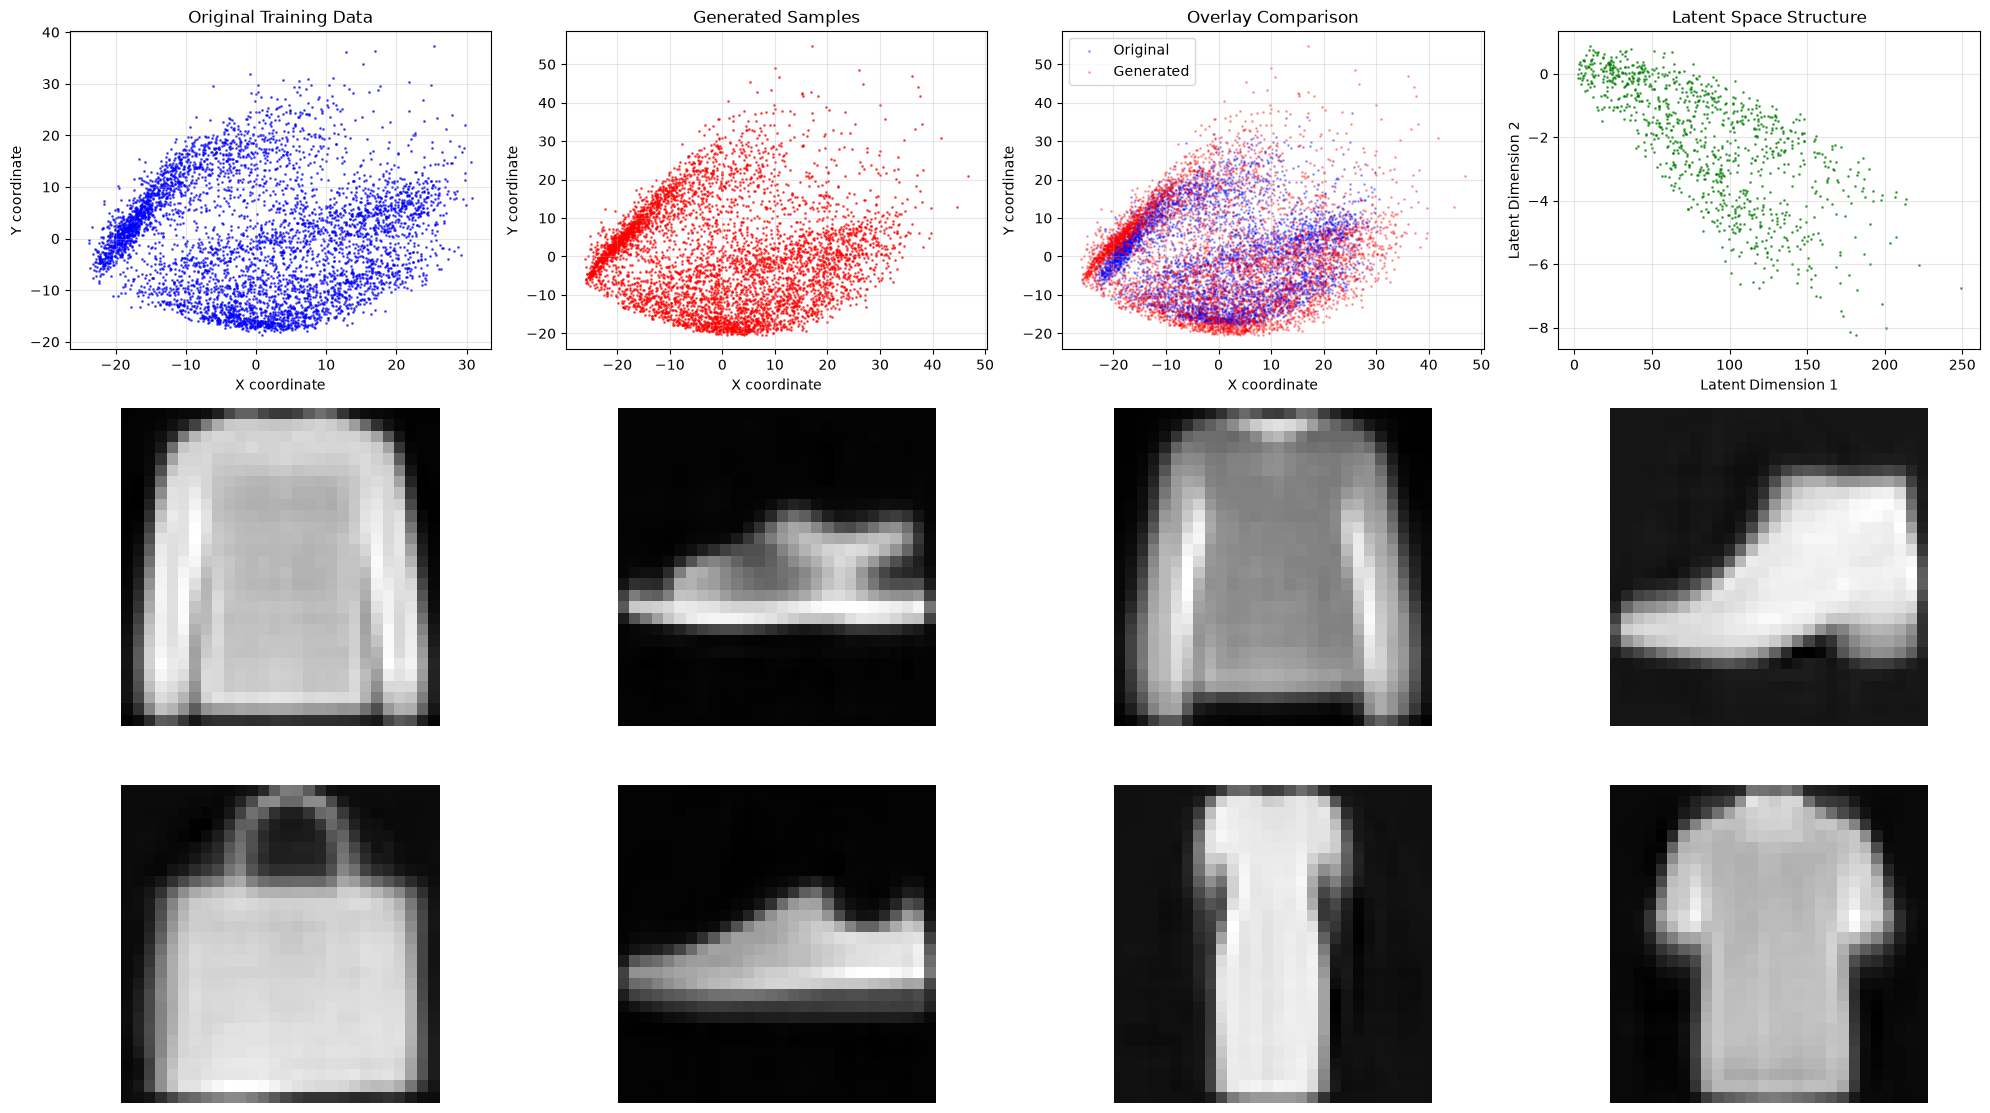 Original Training Data
Y coordinate
40
30
20
10
0
−10
−20
−20 −10 0 10 20 30
X coordinate
Generated Samples
Y coordinate
50
40
30
20
10
0
−10
−20
−20 −10 0 10 20 30 40 50
X coordinate
Overlay Comparison
Original
Generated
Y coordinate
50
40
30
20
10
0
−10
−20
−20 −10 0 10 20 30 40 50
X coordinate
Latent Space Structure
Latent Dimension 2
0
−2
−4
−6
−8
0 50 100 150 200 250
Latent Dimension 1